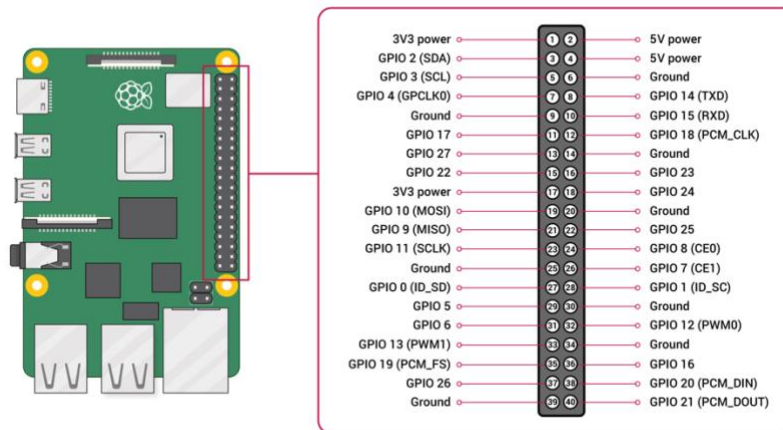 3V3 power 1 2 5V power
GPIO 2 (SDA) 3 4 5V power
GPIO 3 (SCL) 5 6 Ground
GPIO 4 (GPCLK0) 7 8 GPIO 14 (TXD)
Ground 9 10 GPIO 15 (RXD)
GPIO 17 11 12 GPIO 18 (PCM_CLK)
GPIO 27 13 14 Ground
GPIO 22 15 16 GPIO 23
3V3 power 17 18 GPIO 24
GPIO 10 (MOSI) 19 20 Ground
GPIO 9 (MISO) 21 22 GPIO 25
GPIO 11 (SCLK) 23 24 GPIO 8 (CE0)
Ground 25 26 GPIO 7 (CE1)
GPIO 0 (ID_SD) 27 28 GPIO 1 (ID_SC)
GPIO 5 29 30 Ground
GPIO 6 31 32 GPIO 12 (PWM0)
GPIO 13 (PWM1) 33 34 Ground
GPIO 19 (PCM_FS) 35 36 GPIO 16
GPIO 26 37 38 GPIO 20 (PCM_DIN)
Ground 39 40 GPIO 21 (PCM_DOUT)